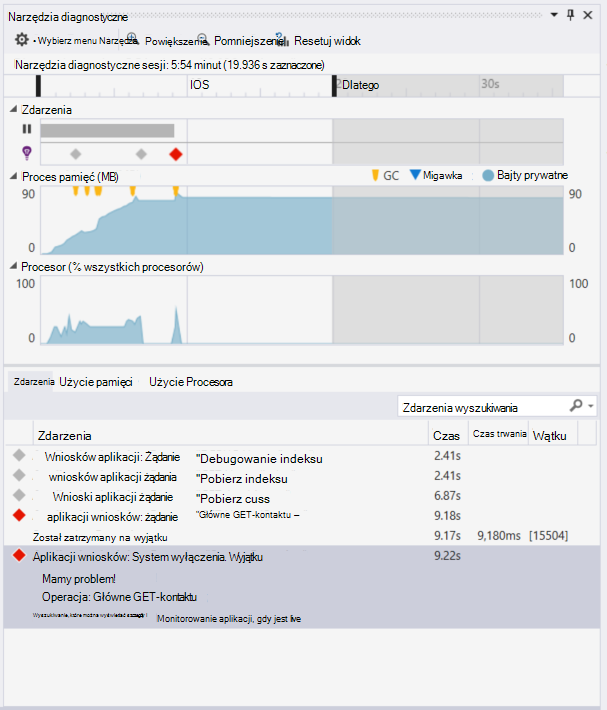 Narzędzia diagnostyczne
Wybierz menu Narzędzia Powiększenie Pomniejszenie Resetuj widok
Narzędzia diagnostyczne sesji: 5:54 minut (19.936 s zaznaczone)
IOS Dlatego 30s
Zdarzenia
Proces pamięć (MB) GC Migawka Bajty prywatne
90 90
0 0
Procesor (% wszystkich procesorów)
100 100
0 0
Zdarzenia Użycie pamięci Użycie Procesora
Zdarzenia wyszukiwania
Zdarzenia Czas Czas trwania Wątku
Wniosków aplikacji: Żądanie "Debugowanie indeksu 2.41s
wniosków aplikacji żądania "Pobierz indeksu 2.41s
Wnioski aplikacji żądanie "Pobierz cuss 6.87s
aplikacji wniosków: żądanie "Główne GET-kontaktu – 9.18s
Został zatrzymany na wyjątku 9.17s 9,180ms [15504]
Aplikacji wniosków: System wyłączenia. Wyjątku 9.22s
Mamy problem!
Operacja: Główne GET-kontaktu
Wyszukiwanie, które można wyświetlać Monitorowanie aplikacji, gdy jest live